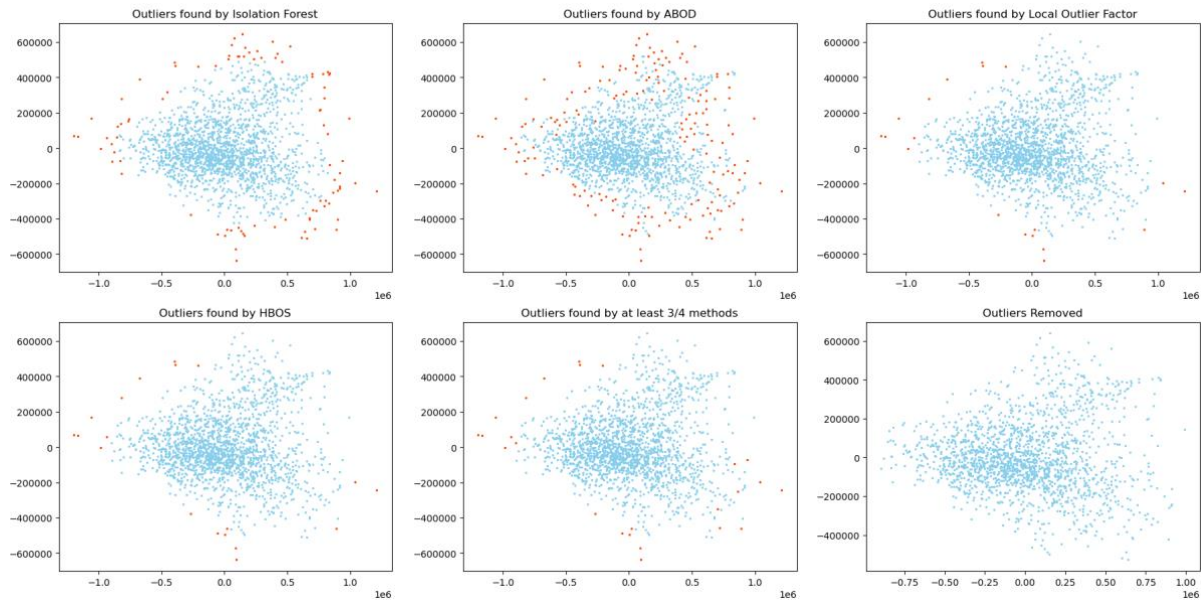 Outliers found by Isolation Forest
600000
400000
200000
0
−200000
−400000
−600000
−1.0 −0.5 0.0 0.5 1.0
1e6
Outliers found by ABOD
600000
400000
200000
0
−200000
−400000
−600000
−1.0 −0.5 0.0 0.5 1.0
1e6
Outliers found by Local Outlier Factor
600000
400000
200000
0
−200000
−400000
−600000
−1.0 −0.5 0.0 0.5 1.0
1e6
Outliers found by HBOS
600000
400000
200000
0
−200000
−400000
−600000
−1.0 −0.5 0.0 0.5 1.0
1e6
Outliers found by at least 3/4 methods
600000
400000
200000
0
−200000
−400000
−600000
−1.0 −0.5 0.0 0.5 1.0
1e6
Outliers Removed
600000
400000
200000
0
−200000
−400000
−0.75 −0.50 −0.25 0.00 0.25 0.50 0.75 1.00
1e6